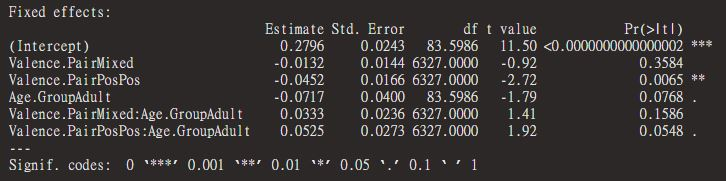 Fixed effects:
Estimate Std. Error df t value Pr(>|t|)
(Intercept) 0.2796 0.0243 83.5986 11.50 <0.0000000000000002 ***
Valence.PairMixed -0.0132 0.0144 6327.0000 -0.92 0.3584
Valence.PairPosPos -0.0452 0.0166 6327.0000 -2.72 0.0065 **
Age.GroupAdult -0.0717 0.0400 83.5986 -1.79 0.0768 .
Valence.PairMixed:Age.GroupAdult 0.0333 0.0236 6327.0000 1.41 0.1586
Valence.PairPosPos:Age.GroupAdult 0.0525 0.0273 6327.0000 1.92 0.0548 .
---
Signif. codes: 0 ‘***’ 0.001 ‘**’ 0.01 ‘*’ 0.05 ‘.’ 0.1 ‘ ’ 1